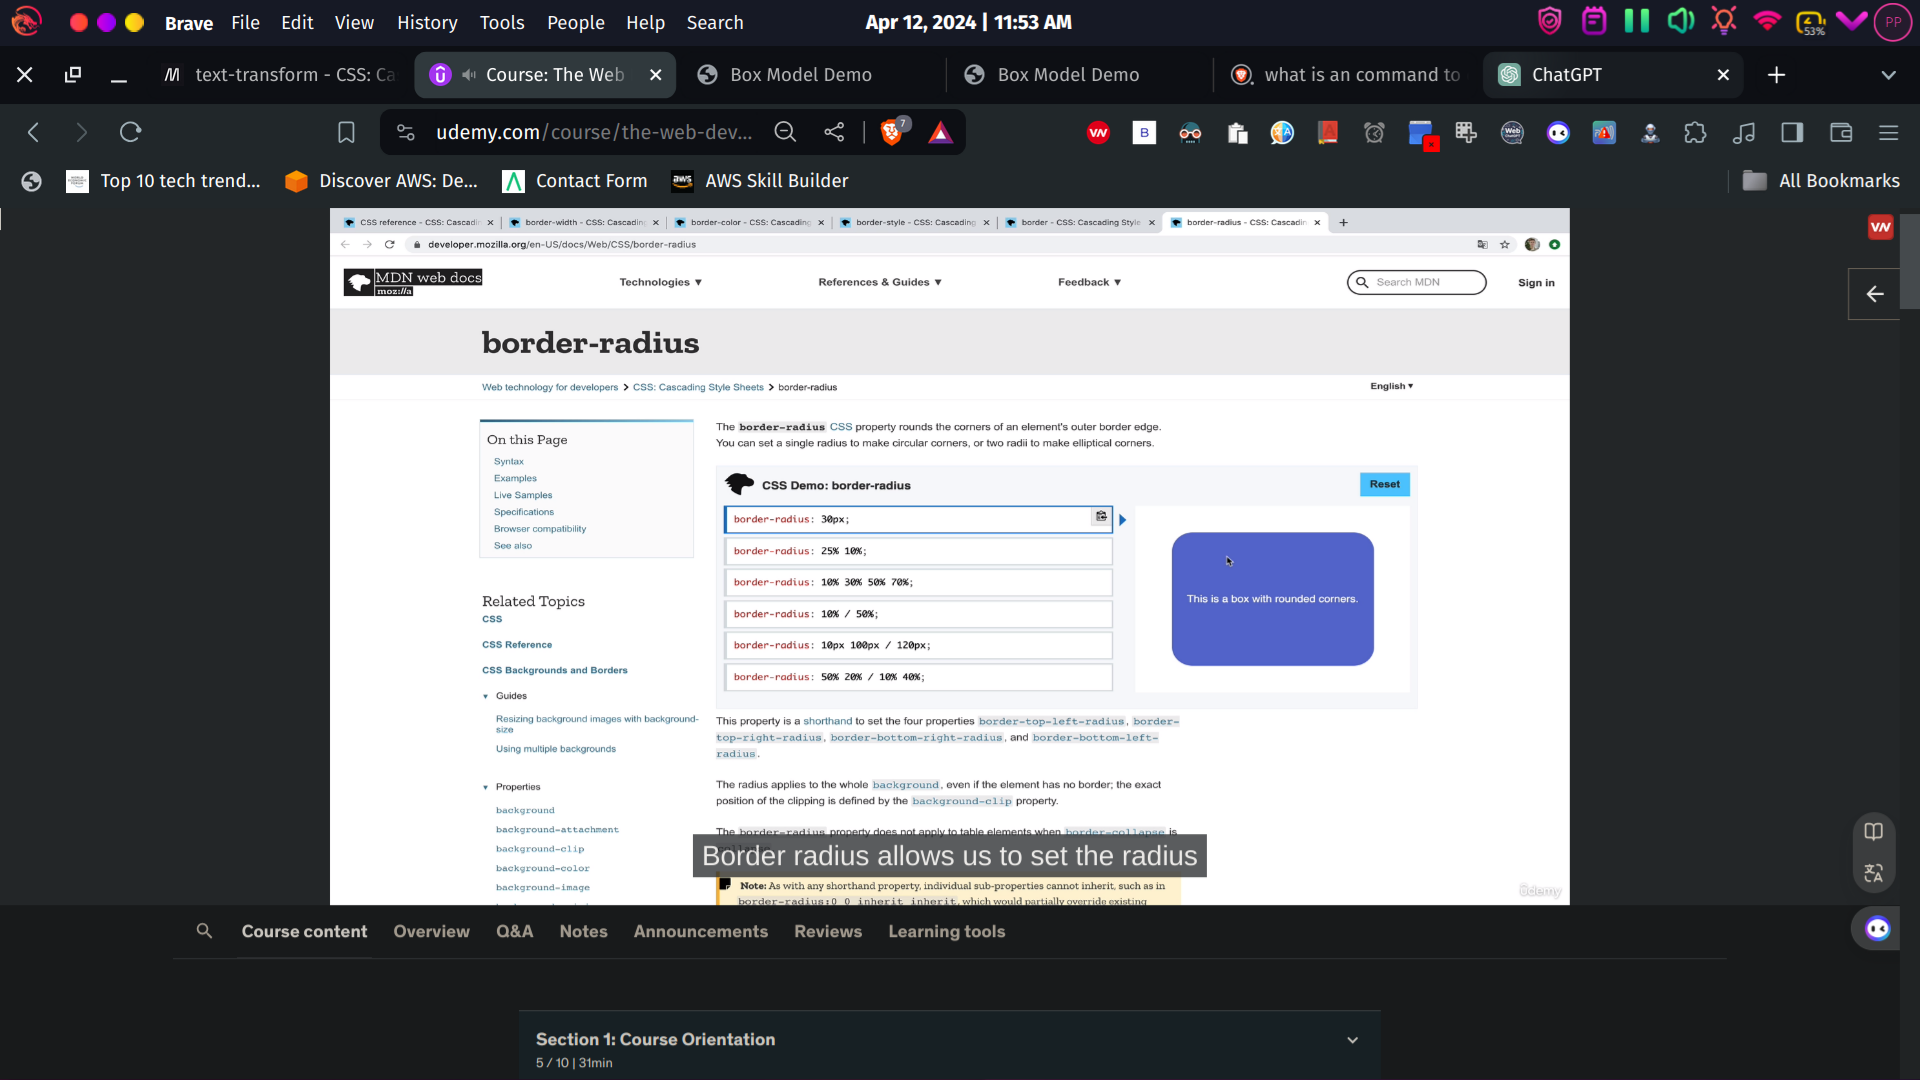 Brave File Edit View History Tools People Help Search
Apr 12, 2024 | 11:53 AM
53%
PP
text-transform - CSS: Ca
Course: The Web
Box Model Demo
Box Model Demo
what is an command to
ChatGPT
udemy.com/course/the-web-dev...
7
Top 10 tech trend...
Discover AWS: De...
Contact Form
AWS Skill Builder
All Bookmarks
CSS reference - CSS: Cascadin
border-width - CSS: Cascading
border-color - CSS: Cascading
border-style - CSS: Cascading
border - CSS: Cascading Style
border-radius - CSS: Cascadin
developer.mozilla.org/en-US/docs/Web/CSS/border-radius
MDN web docs
moz://a
Technologies ▼
References & Guides ▼
Feedback ▼
Search MDN
Sign in
border-radius
Web technology for developers > CSS: Cascading Style Sheets > border-radius
English ▾
On this Page
Syntax
Examples
Live Samples
Specifications
Browser compatibility
See also
Related Topics
CSS
CSS Reference
CSS Backgrounds and Borders
Guides
Resizing background images with background-
size
Using multiple backgrounds
Properties
background
background-attachment
background-clip
background-color
background-image
The border-radius CSS property rounds the corners of an element's outer border edge.
You can set a single radius to make circular corners, or two radii to make elliptical corners.
CSS Demo: border-radius
Reset
border-radius: 30px;
border-radius: 25% 10%;
border-radius: 10% 30% 50% 70%;
border-radius: 10% / 50%;
border-radius: 10px 100px / 120px;
border-radius: 50% 20% / 10% 40%;
This is a box with rounded corners.
This property is a shorthand to set the four properties border-top-left-radius, border-
top-right-radius, border-bottom-right-radius, and border-bottom-left-
radius.
The radius applies to the whole background, even if the element has no border; the exact
position of the clipping is defined by the background-clip property.
The border-radius property does not apply to table elements when border-collapse is
Border radius allows us to set the radius
Note: As with any shorthand property, individual sub-properties cannot inherit, such as in
border-radius:0 0 inherit inherit, which would partially override existing
Udemy
Course content
Overview
Q&A
Notes
Announcements
Reviews
Learning tools
Section 1: Course Orientation
5 / 10 | 31min